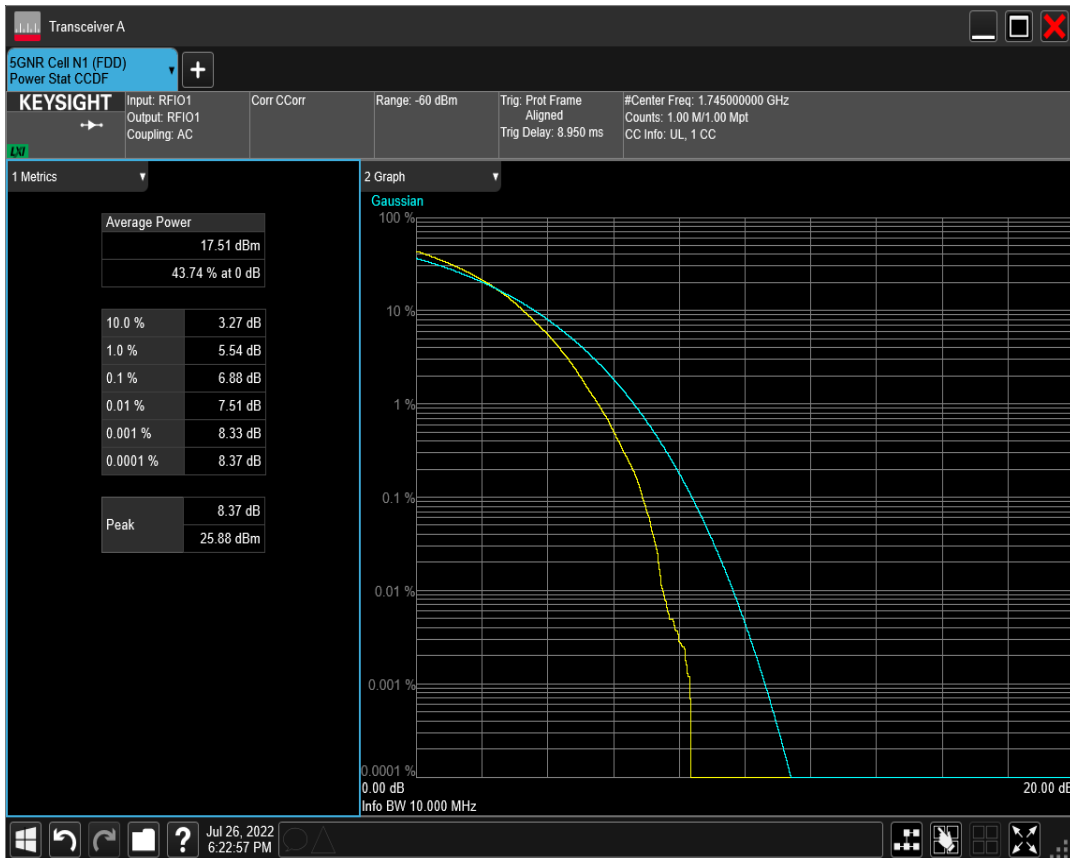 Transceiver A
5GNR Cell N1 (FDD)
Power Stat CCDF
+
KEYSIGHT
LXI
Input: RFIO1
Output: RFIO1
Coupling: AC
Corr CCorr
Range: -60 dBm
Trig: Prot Frame
Aligned
Trig Delay: 8.950 ms
#Center Freq: 1.745000000 GHz
Counts: 1.00 M/1.00 Mpt
CC Info: UL, 1 CC
1 Metrics
Average Power
17.51 dBm
43.74 % at 0 dB
10.0 % 3.27 dB
1.0 % 5.54 dB
0.1 % 6.88 dB
0.01 % 7.51 dB
0.001 % 8.33 dB
0.0001 % 8.37 dB
Peak
8.37 dB
25.88 dBm
2 Graph
Gaussian
100 %
10 %
1 %
0.1 %
0.01 %
0.001 %
0.0001 %
0.00 dB 20.00 dB
Info BW 10.000 MHz
?
Jul 26, 2022
6:22:57 PM